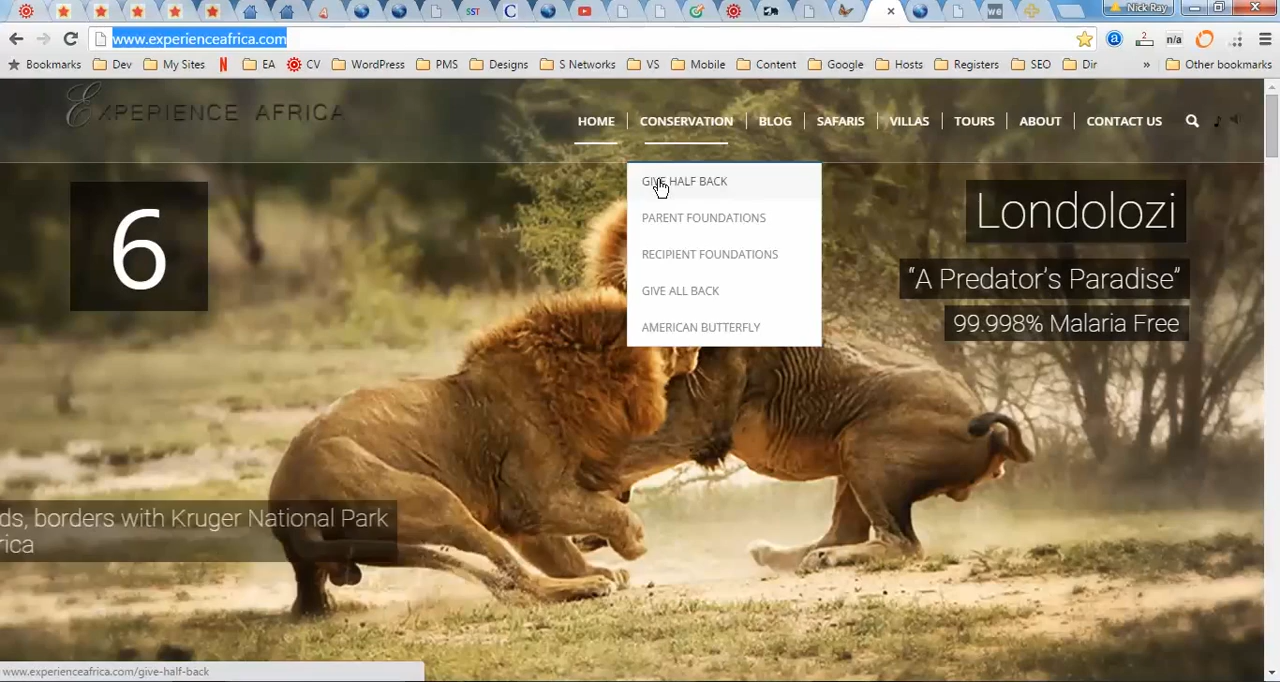 SST
C
we
Nick Ray
www.experienceafrica.com
2
n/a
Bookmarks
Dev
My Sites
N
EA
CV
WordPress
PMS
Designs
S Networks
VS
Mobile
Content
Google
Hosts
Registers
SEO
Dir
»
Other bookmarks
EXPERIENCE AFRICA
HOME
CONSERVATION
BLOG
SAFARIS
VILLAS
TOURS
ABOUT
CONTACT US
GIVE HALF BACK
PARENT FOUNDATIONS
RECIPIENT FOUNDATIONS
GIVE ALL BACK
AMERICAN BUTTERFLY
6
Londolozi
“A Predator’s Paradise”
99.998% Malaria Free
ds, borders with Kruger National Park
rica
www.experienceafrica.com/give-half-back